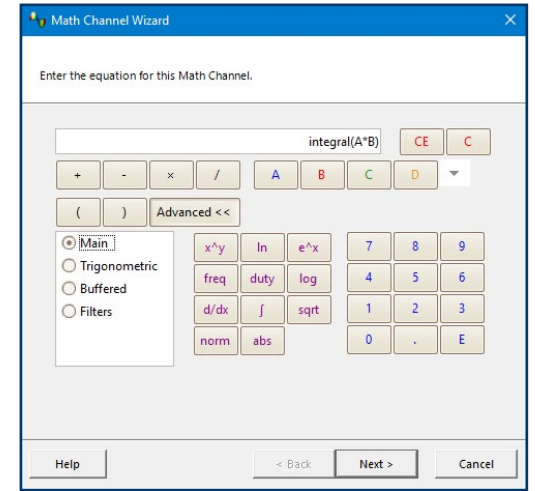 Math Channel Wizard
Enter the equation for this Math Channel.
integral(A*B) CE C
+ - × / A B C D
( ) Advanced <<
Main x^y ln e^x 7 8 9
Trigonometric freq duty log 4 5 6
Buffered
Filters d/dx ∫ sqrt 1 2 3
norm abs 0 . E
Help < Back Next > Cancel